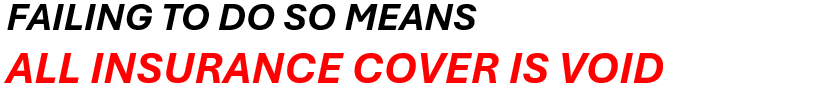 FAILING TO DO SO MEANS
ALL INSURANCE COVER IS VOID